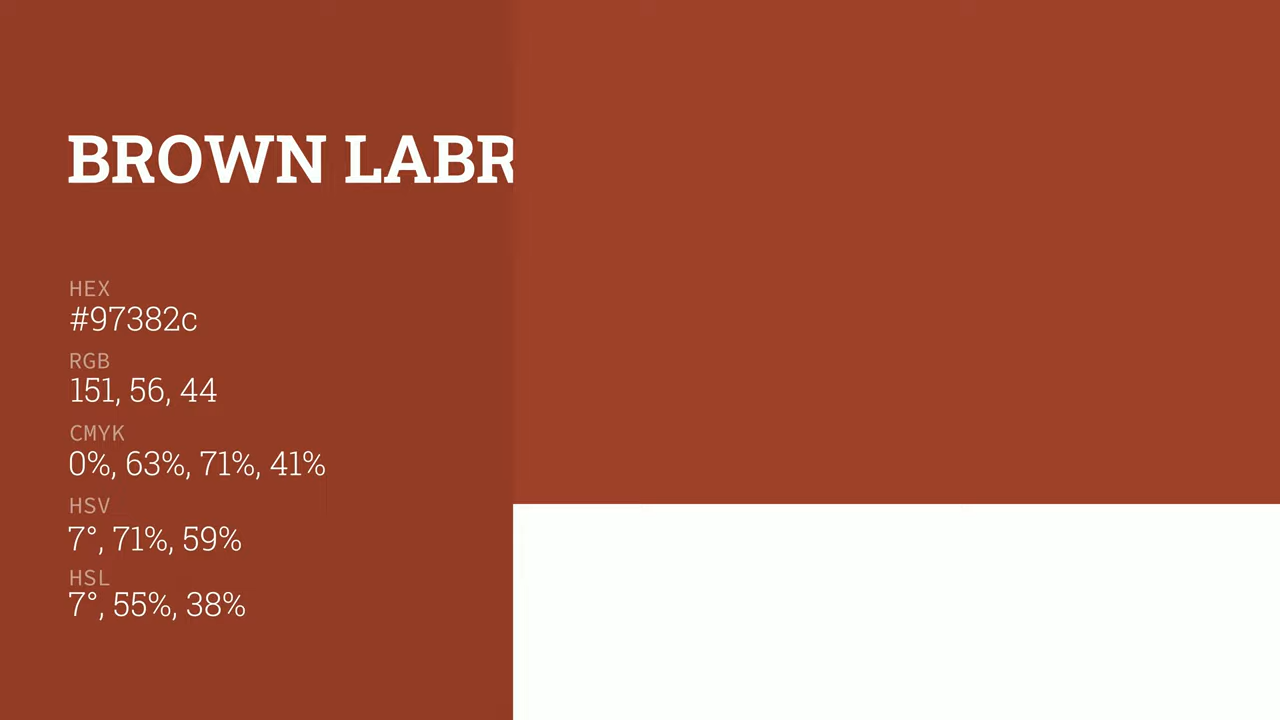 BROWN LABR
HEX
#97382c
RGB
151, 56, 44
CMYK
0%, 63%, 71%, 41%
HSV
7°, 71%, 59%
HSL
7°, 55%, 38%